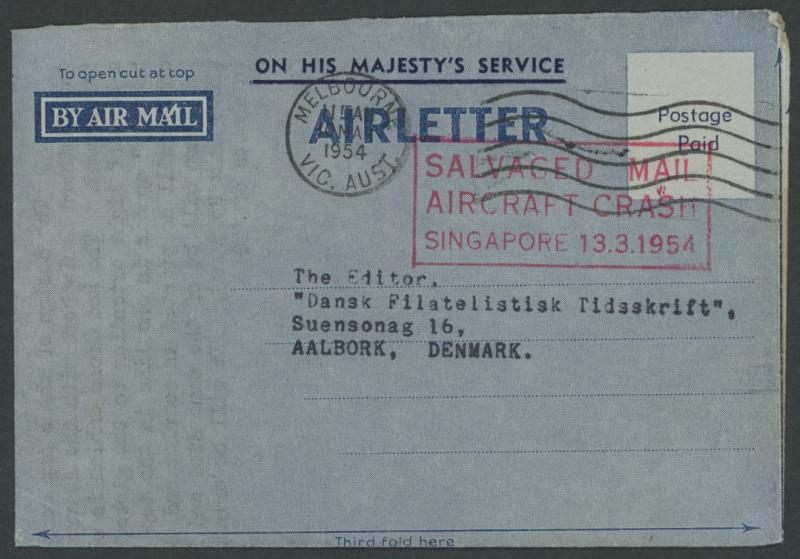 To open cut at top
ON HIS MAJESTY'S SERVICE
BY AIR MAIL
AIRLETTER
Postage
Paid
MELBOURNE
1954
VIC. AUST.
SALVAGED MAIL
AIRCRAFT CRASH
SINGAPORE 13.3.1954
The Editor,
"Dansk Filatelistisk Tidsskrift",
Suensonag 16,
AALBORK, DENMARK.
Third fold here